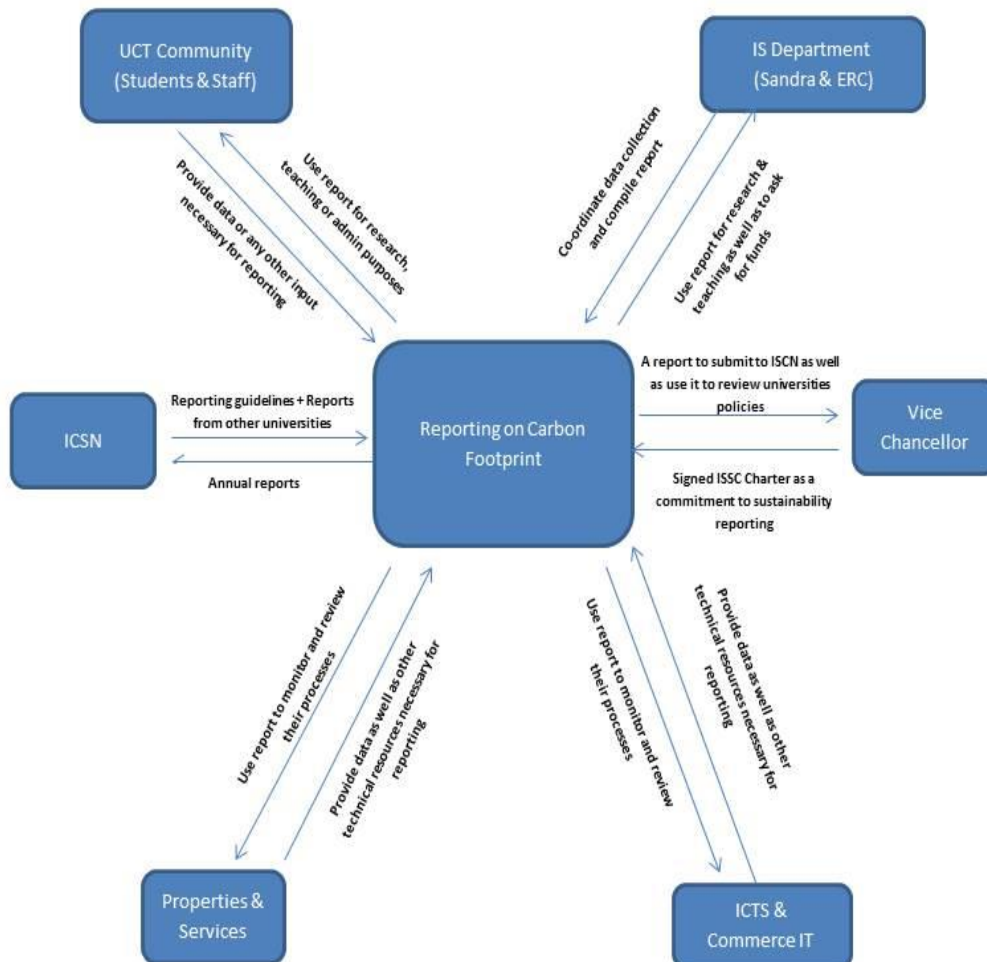 UCT Community
(Students & Staff)
IS Department
(Sandra & ERC)
Provide data or any other input
necessary for reporting
Use report for research,
teaching or admin purposes
Co-ordinate data collection
and compile report
Use report for research &
teaching as well as to ask
for funds
ICSN
Reporting guidelines + Reports
from other universities
Annual reports
Reporting on Carbon
Footprint
A report to submit to ISCN as well
as use it to review universities
policies
Signed ISSC Charter as a
commitment to sustainability
reporting
Vice
Chancellor
Use report to monitor and review
their processes
Provide data as well as other
technical resources necessary for
reporting
Use report to monitor and review
their processes
Provide data as well as other
technical resources necessary for
reporting
Properties &
Services
ICTS &
Commerce IT